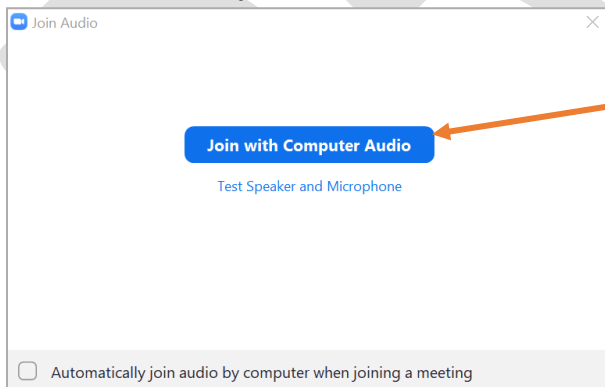 Join Audio
Join with Computer Audio
Test Speaker and Microphone
Automatically join audio by computer when joining a meeting